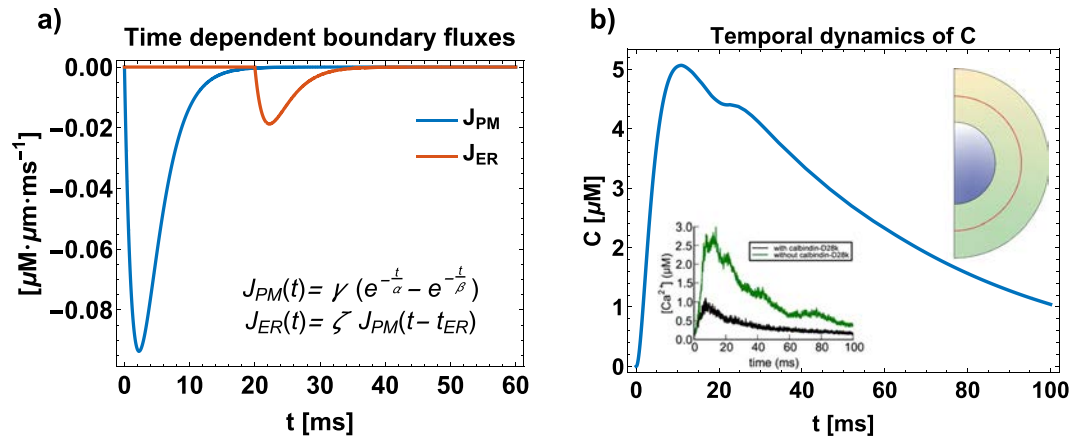 a)
Time dependent boundary fluxes
0.00
−0.02
−0.04
−0.06
−0.08
[μM·μm·ms⁻¹]
J_PM
J_ER
J_PM(t) = γ (e^{−t/α} − e^{−t/β})
J_ER(t) = ζ J_PM(t − t_ER)
0 10 20 30 40 50 60
t [ms]
b)
Temporal dynamics of C
5
4
3
2
1
0
C [μM]
3.0
2.5
2.0
1.5
1.0
0.5
0.0
[Ca²⁺] (μM)
with calbindin-D28k
without calbindin-D28k
0 20 40 60 80 100
time (ms)
0 20 40 60 80 100
t [ms]